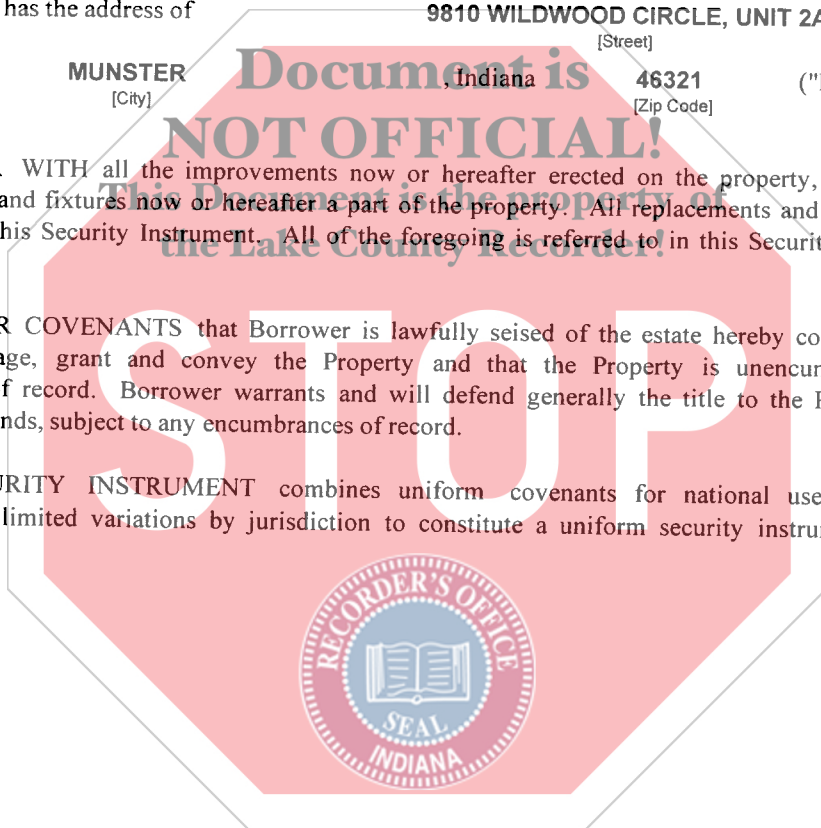 has the address of 9810 WILDWOOD CIRCLE, UNIT 2A
[Street]
MUNSTER , Indiana 46321 ("
[City] [Zip Code]
Document is
NOT OFFICIAL!
This Document is the property of
the Lake County Recorder!
WITH all the improvements now or hereafter erected on the property,
and fixtures now or hereafter a part of the property. All replacements and
his Security Instrument. All of the foregoing is referred to in this Securit
R COVENANTS that Borrower is lawfully seised of the estate hereby co
age, grant and convey the Property and that the Property is unencum
f record. Borrower warrants and will defend generally the title to the P
nds, subject to any encumbrances of record.
STOP
URITY INSTRUMENT combines uniform covenants for national use
limited variations by jurisdiction to constitute a uniform security instru
RECORDER'S OFFICE
SEAL
INDIANA